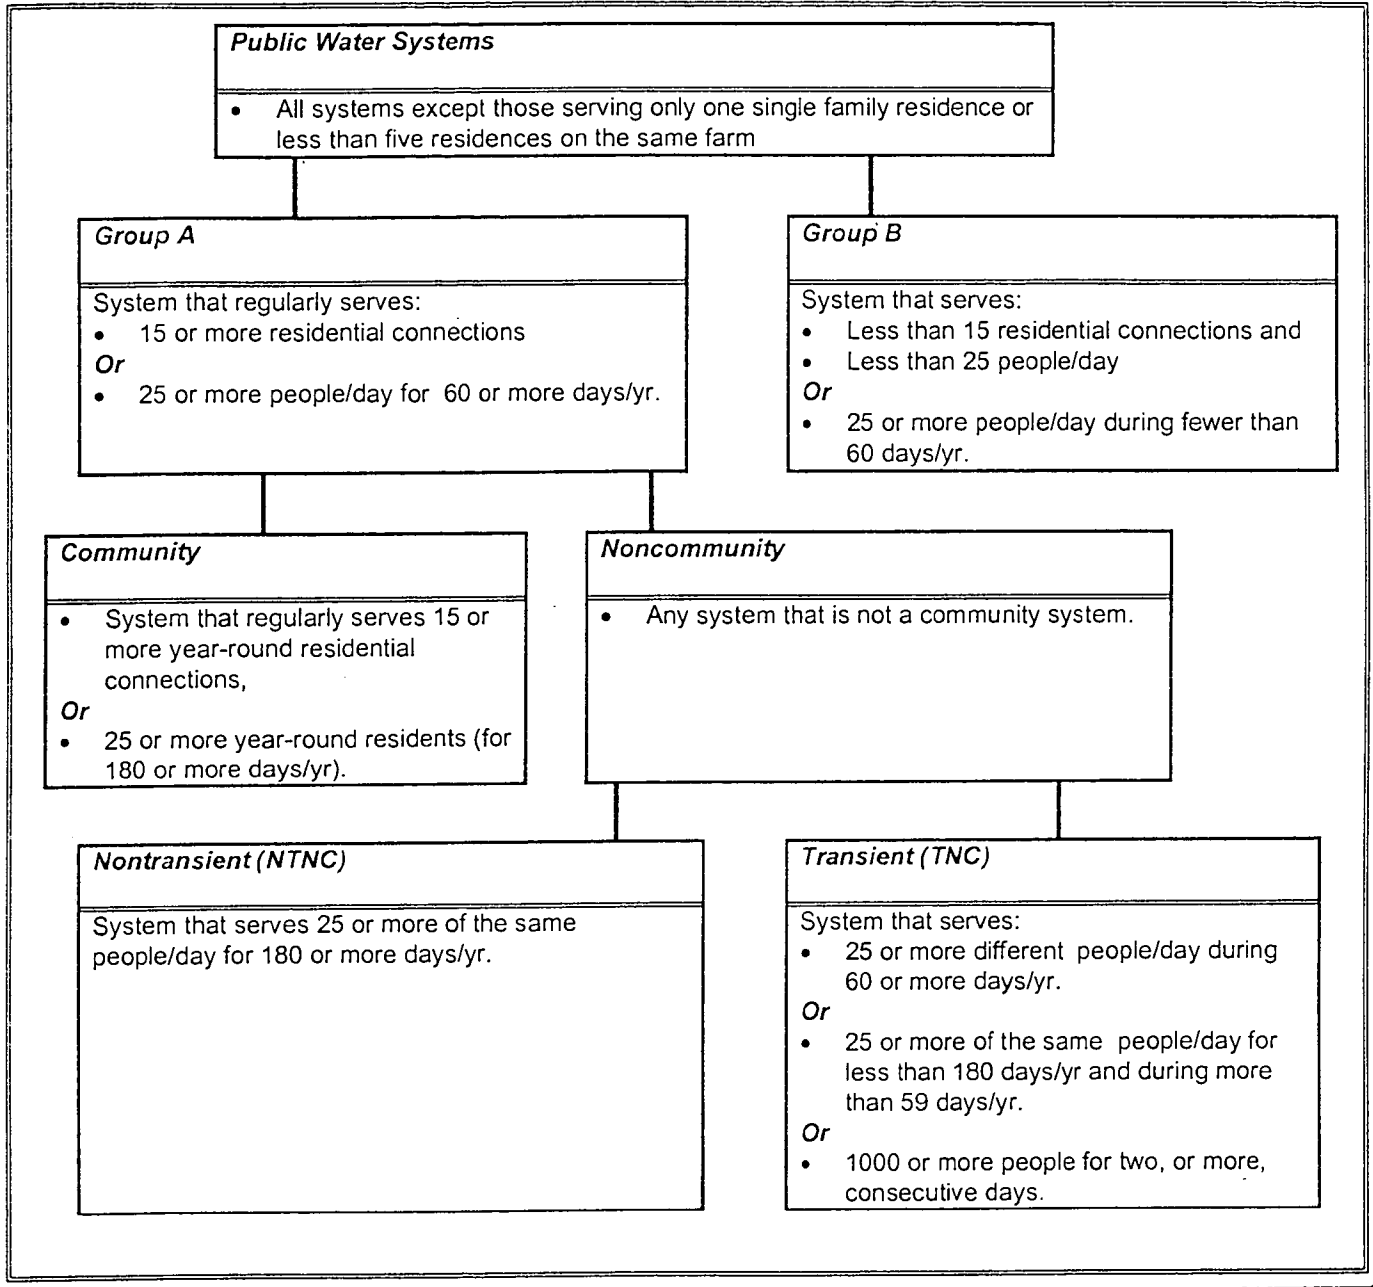 Public Water Systems
• All systems except those serving only one single family residence or
less than five residences on the same farm
Group A
System that regularly serves:
• 15 or more residential connections
Or
• 25 or more people/day for 60 or more days/yr.
Group B
System that serves:
• Less than 15 residential connections and
• Less than 25 people/day
Or
• 25 or more people/day during fewer than
60 days/yr.
Community
• System that regularly serves 15 or
more year-round residential
connections,
Or
• 25 or more year-round residents (for
180 or more days/yr).
Noncommunity
• Any system that is not a community system.
Nontransient (NTNC)
System that serves 25 or more of the same
people/day for 180 or more days/yr.
Transient (TNC)
System that serves:
• 25 or more different people/day during
60 or more days/yr.
Or
• 25 or more of the same people/day for
less than 180 days/yr and during more
than 59 days/yr.
Or
• 1000 or more people for two, or more,
consecutive days.